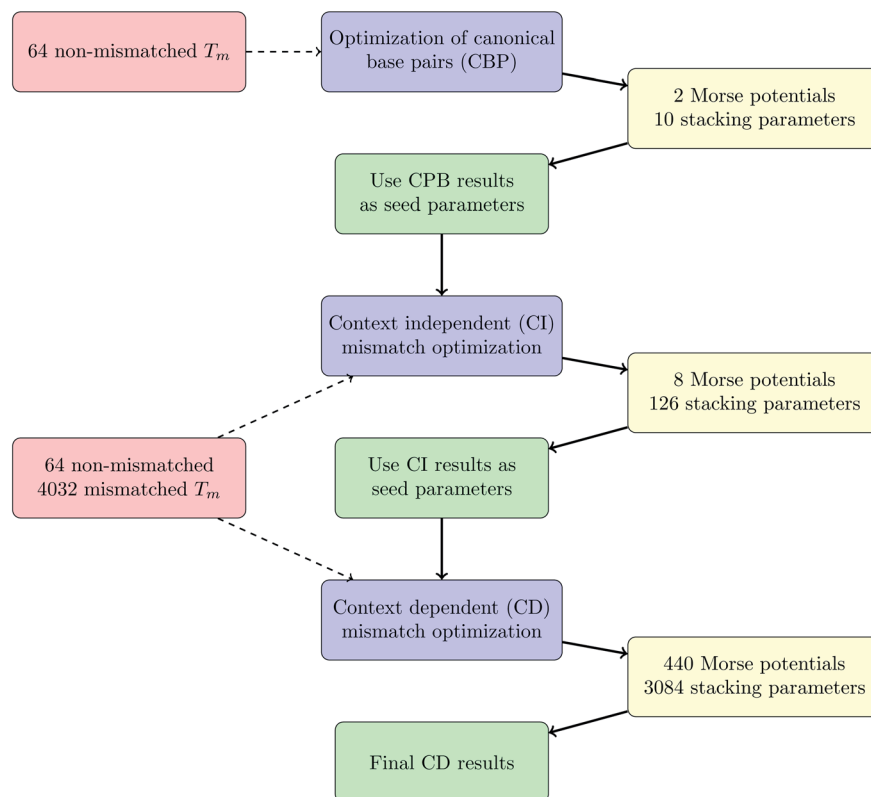 64 non-mismatched Tm
Optimization of canonical
base pairs (CBP)
2 Morse potentials
10 stacking parameters
Use CPB results
as seed parameters
Context independent (CI)
mismatch optimization
8 Morse potentials
126 stacking parameters
64 non-mismatched
4032 mismatched Tm
Use CI results as
seed parameters
Context dependent (CD)
mismatch optimization
440 Morse potentials
3084 stacking parameters
Final CD results